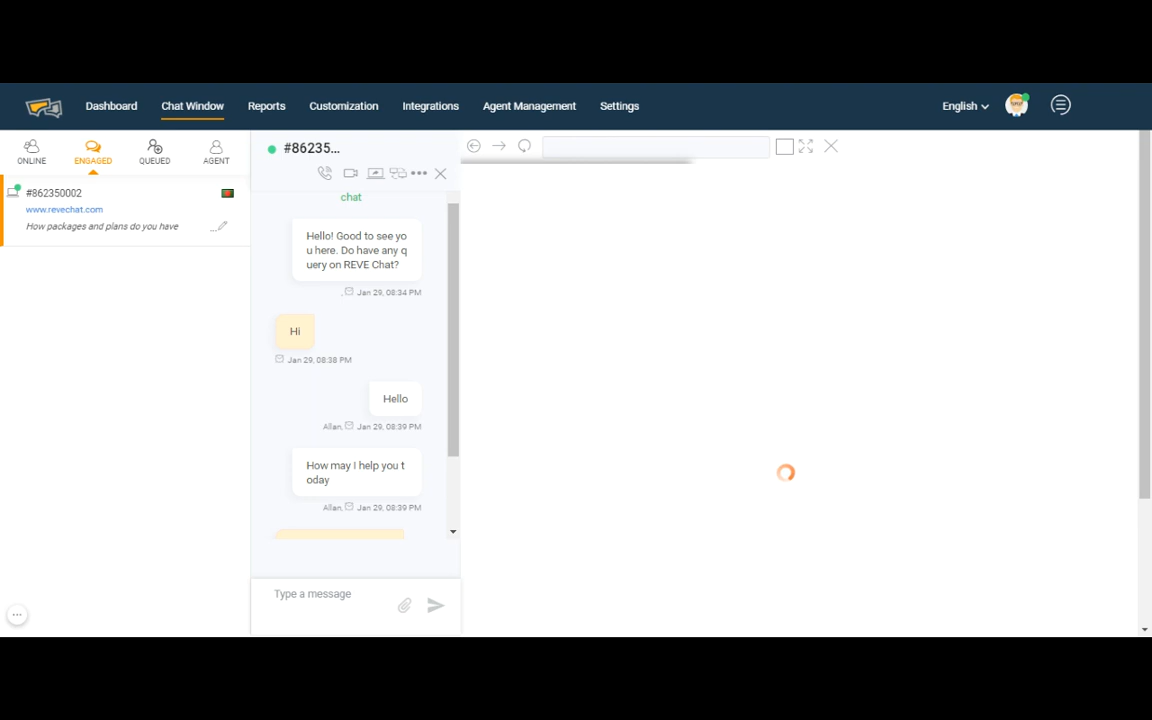 Dashboard
Chat Window
Reports
Customization
Integrations
Agent Management
Settings
English
ONLINE
ENGAGED
QUEUED
AGENT
#862350002
www.revechat.com
How packages and plans do you have
...
#86235...
chat
Hello! Good to see yo
u here. Do have any q
uery on REVE Chat?
, Jan 29, 08:34 PM
Hi
Jan 29, 08:38 PM
Hello
Allan, Jan 29, 08:39 PM
How may I help you t
oday
Allan, Jan 29, 08:39 PM
Type a message